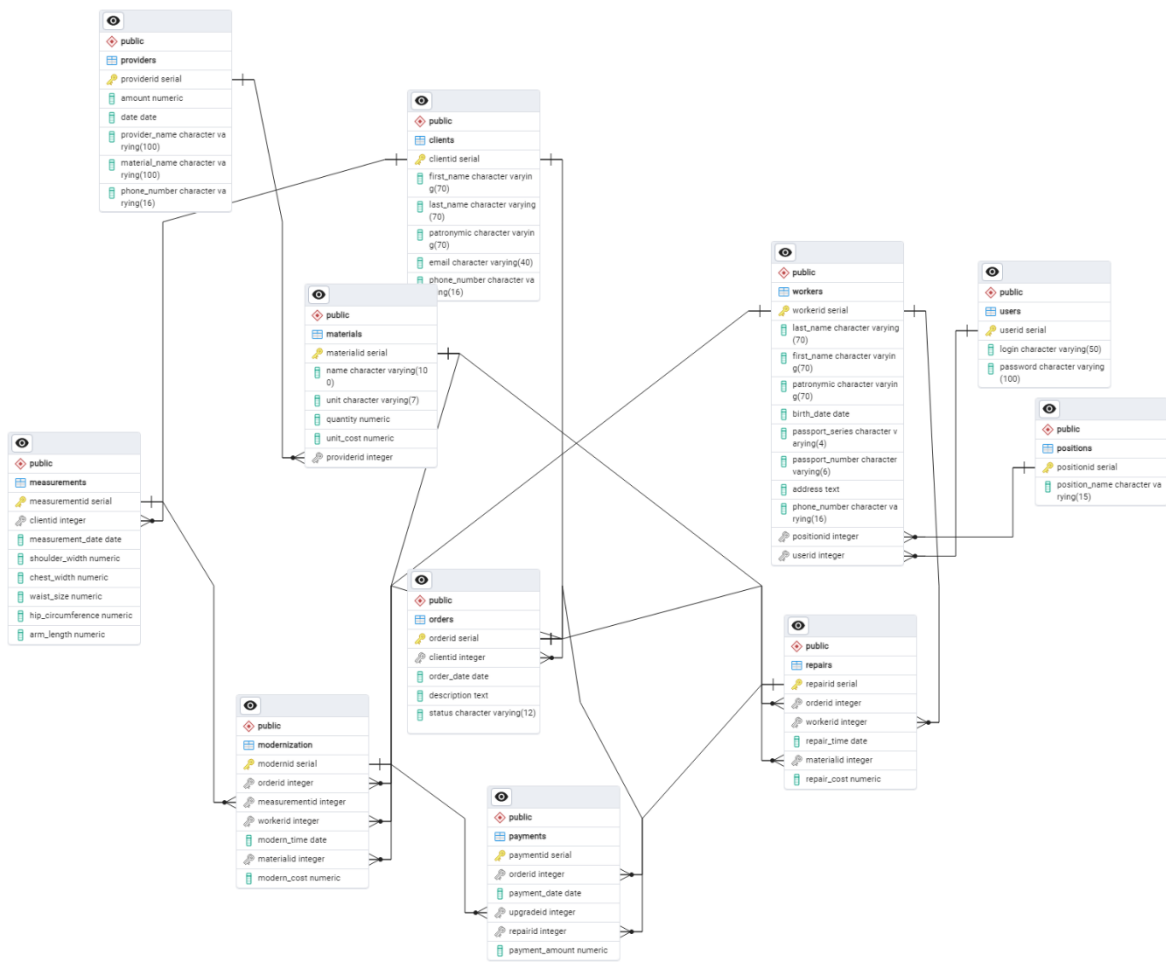 public
providers
providerid serial
amount numeric
date date
provider_name character va
rying(100)
material_name character va
rying(100)
phone_number character va
rying(16)
public
clients
clientid serial
first_name character varyin
g(70)
last_name character varying
(70)
patronymic character varyin
g(70)
email character varying(40)
phone_number character va
rying(16)
public
materials
materialid serial
name character varying(10
0)
unit character varying(7)
quantity numeric
unit_cost numeric
providerid integer
public
workers
workerid serial
last_name character varying
(70)
first_name character varyin
g(70)
patronymic character varyin
g(70)
birth_date date
passport_series character v
arying(4)
passport_number character
varying(6)
address text
phone_number character va
rying(16)
positionid integer
userid integer
public
users
userid serial
login character varying(50)
password character varying
(100)
public
positions
positionid serial
position_name character va
rying(15)
public
measurements
measurementid serial
clientid integer
measurement_date date
shoulder_width numeric
chest_width numeric
waist_size numeric
hip_circumference numeric
arm_length numeric
public
orders
orderid serial
clientid integer
order_date date
description text
status character varying(12)
public
repairs
repairid serial
orderid integer
workerid integer
repair_time date
materialid integer
repair_cost numeric
public
modernization
modernid serial
orderid integer
measurementid integer
workerid integer
modern_time date
materialid integer
modern_cost numeric
public
payments
paymentid serial
orderid integer
payment_date date
upgradeid integer
repairid integer
payment_amount numeric